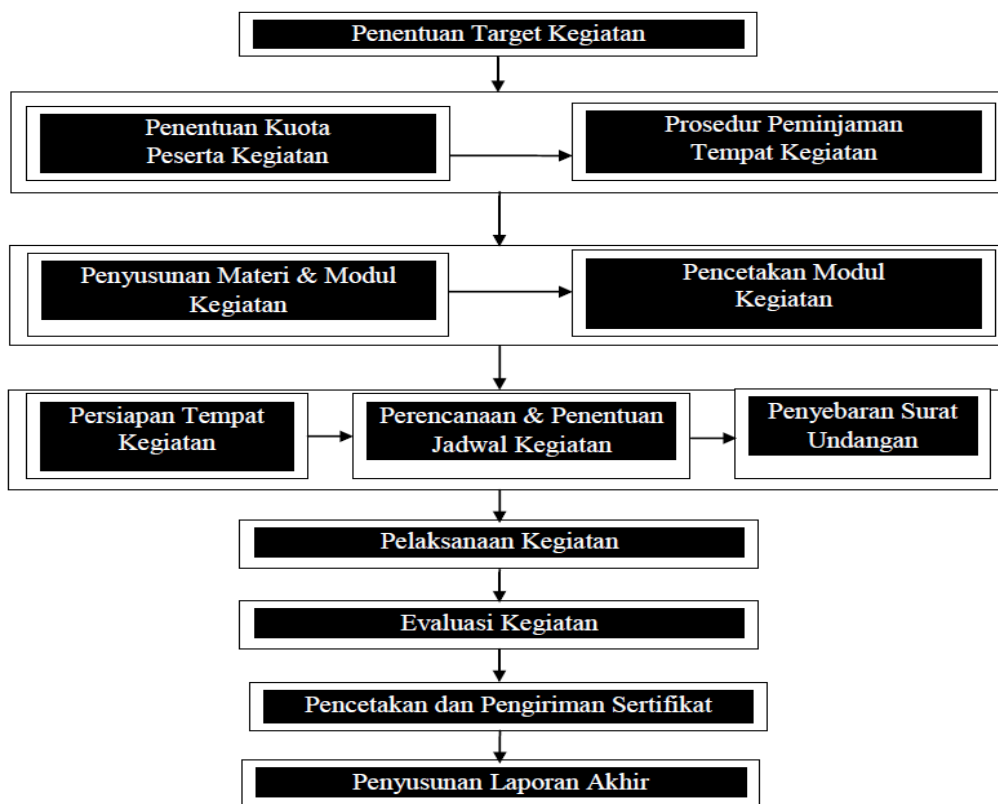 Penentuan Target Kegiatan
Penentuan Kuota
Peserta Kegiatan
Prosedur Peminjaman
Tempat Kegiatan
Penyusunan Materi & Modul
Kegiatan
Pencetakan Modul
Kegiatan
Persiapan Tempat
Kegiatan
Perencanaan & Penentuan
Jadwal Kegiatan
Penyebaran Surat
Undangan
Pelaksanaan Kegiatan
Evaluasi Kegiatan
Pencetakan dan Pengiriman Sertifikat
Penyusunan Laporan Akhir